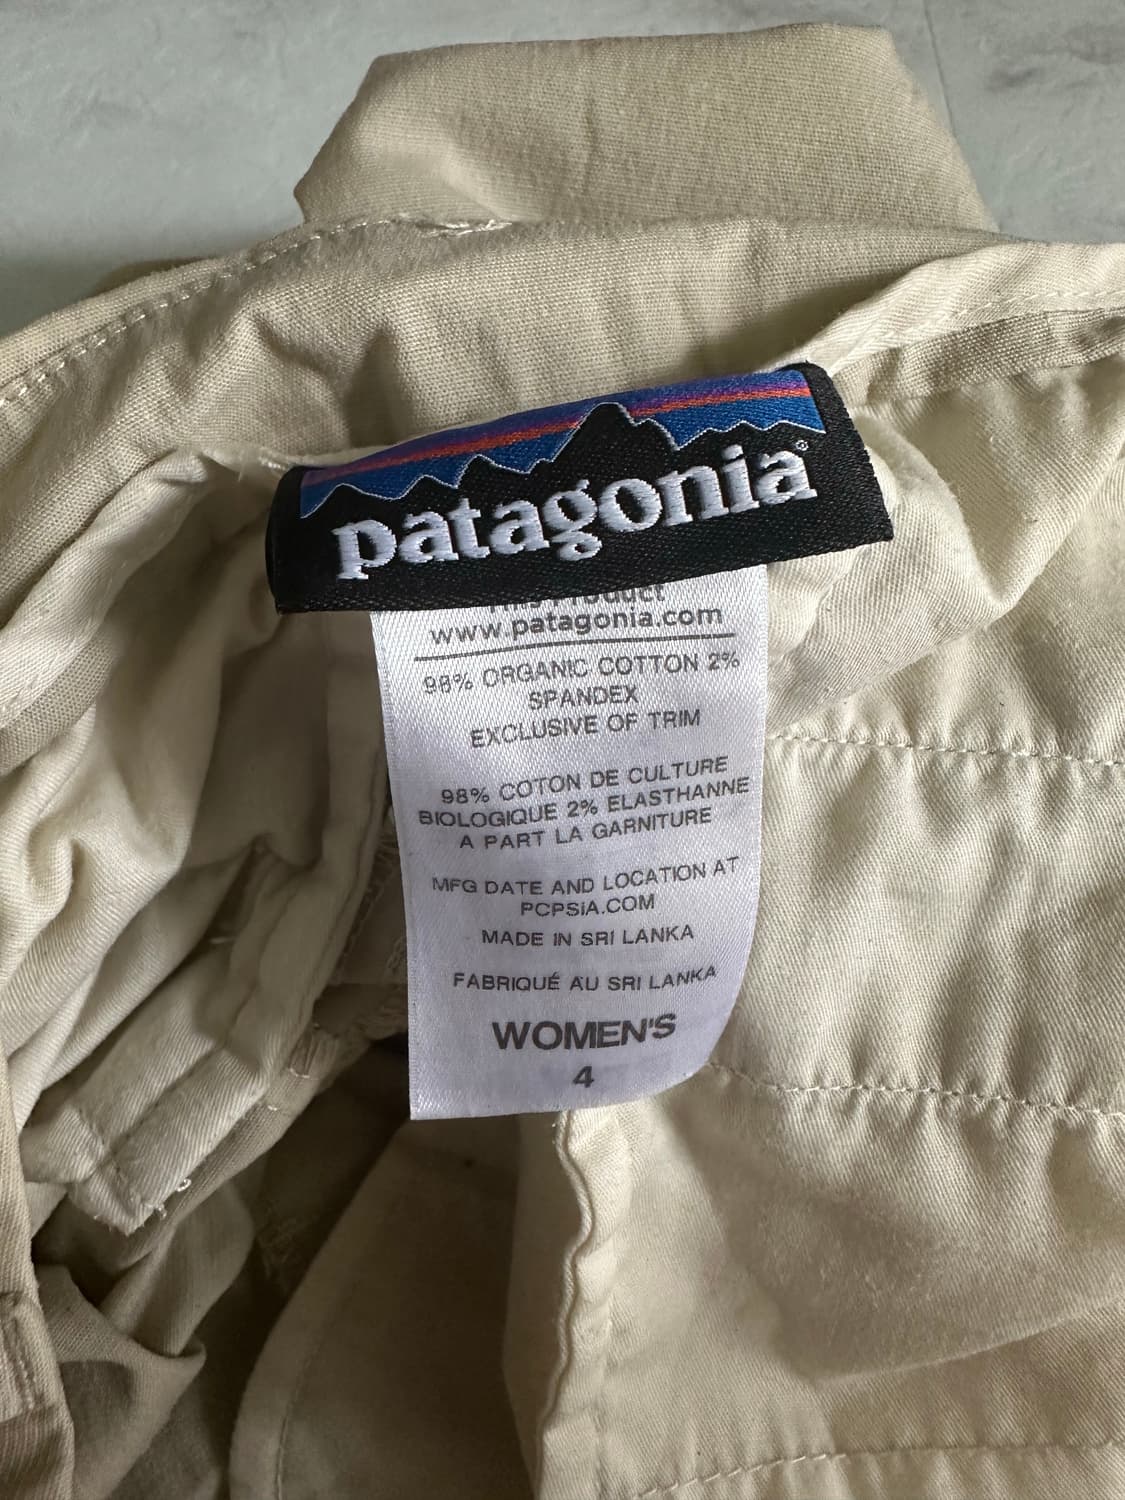 patagonia®
Product
www.patagonia.com
98% ORGANIC COTTON 2%
SPANDEX
EXCLUSIVE OF TRIM
98% COTON DE CULTURE
BIOLOGIQUE 2% ELASTHANNE
A PART LA GARNITURE
MFG DATE AND LOCATION AT
PCPSiA.COM
MADE IN SRI LANKA
FABRIQUÉ AU SRI LANKA
WOMEN'S
4